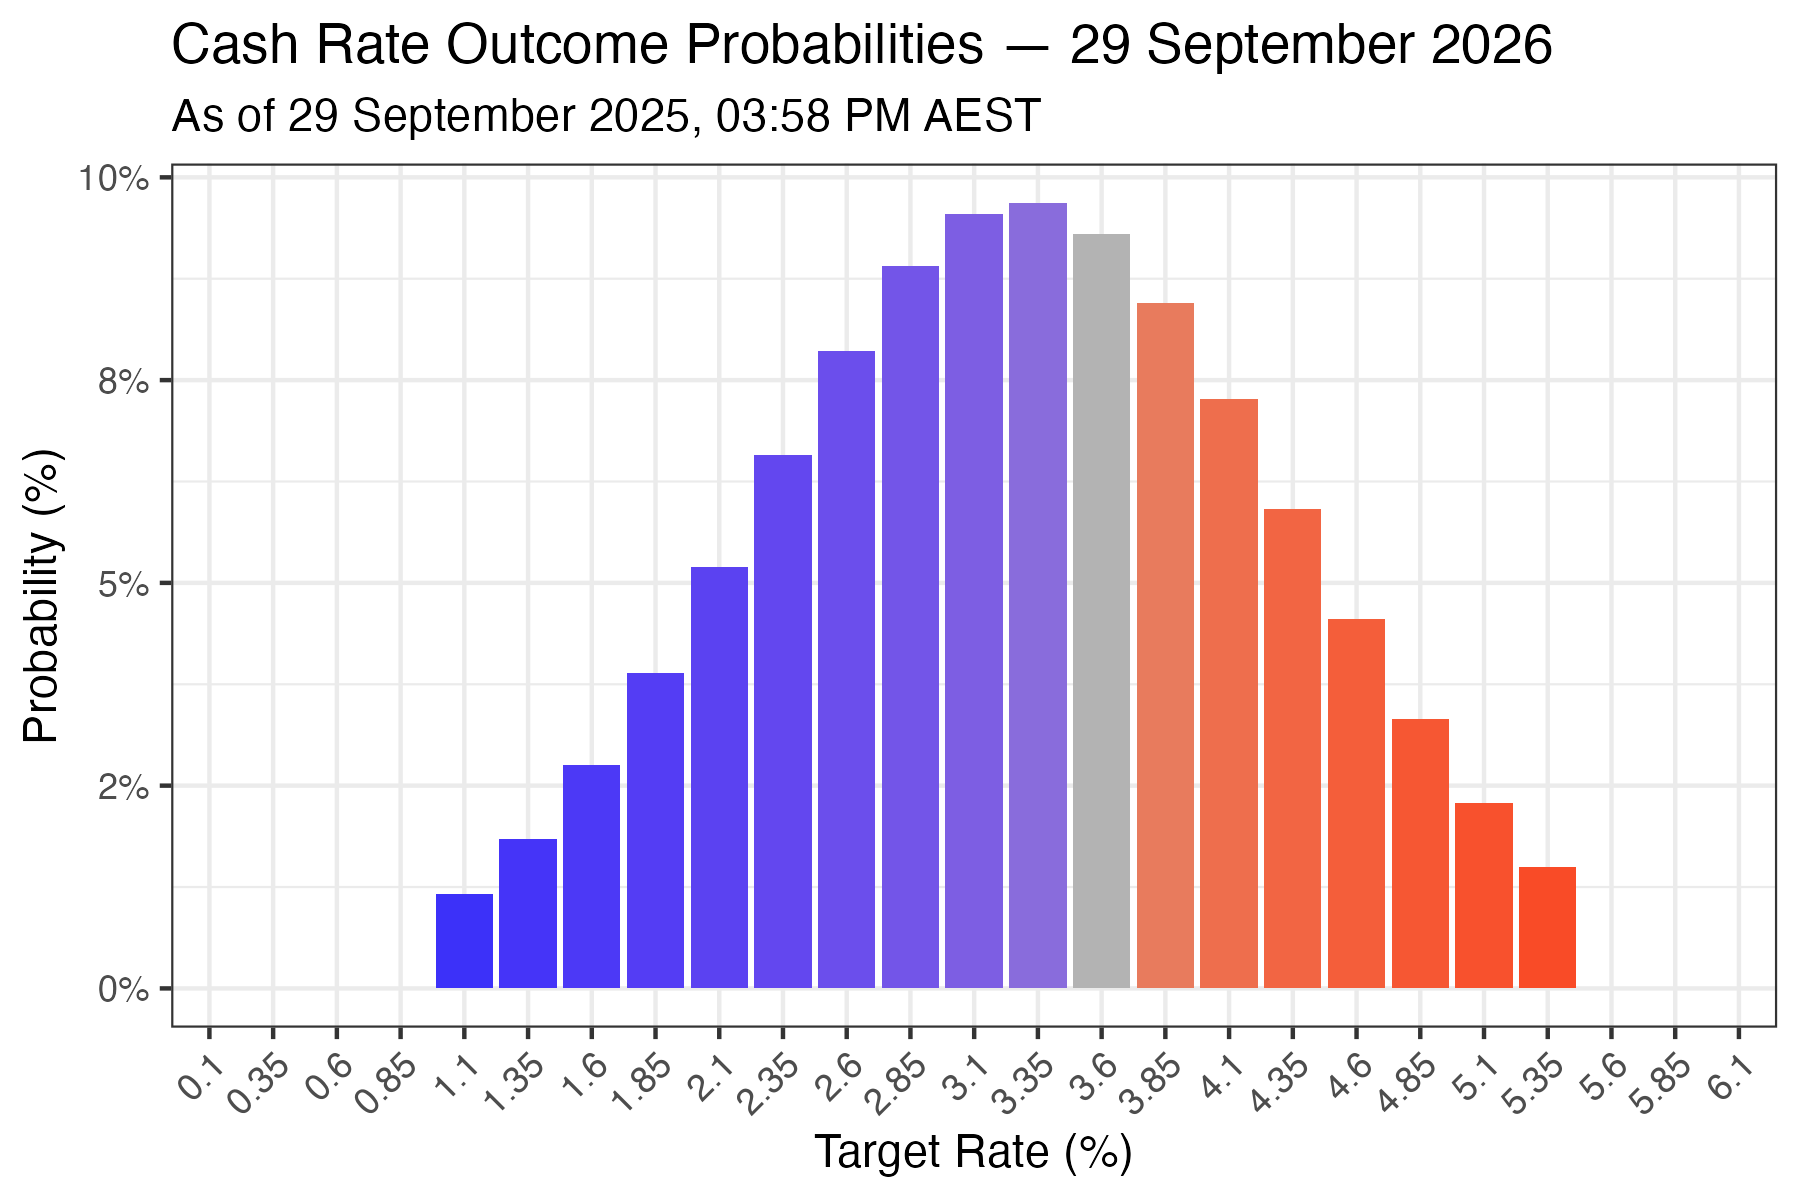 Cash Rate Outcome Probabilities — 29 September 2026
As of 29 September 2025, 03:58 PM AEST
Probability (%)
10%
8%
5%
2%
0%
0.1 0.35 0.6 0.85 1.1 1.35 1.6 1.85 2.1 2.35 2.6 2.85 3.1 3.35 3.6 3.85 4.1 4.35 4.6 4.85 5.1 5.35 5.6 5.85 6.1
Target Rate (%)